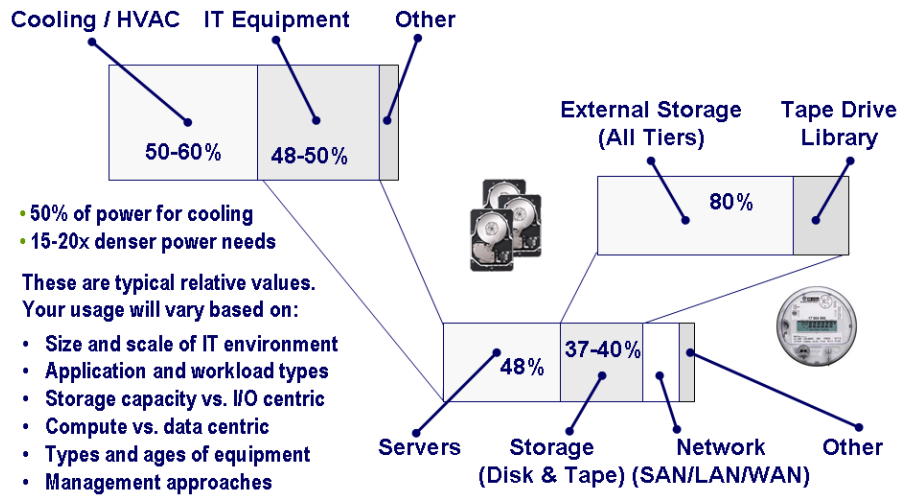 Cooling / HVAC
IT Equipment
Other
50-60%
48-50%
External Storage
(All Tiers)
Tape Drive
Library
80%
• 50% of power for cooling
• 15-20x denser power needs
These are typical relative values.
Your usage will vary based on:
• Size and scale of IT environment
• Application and workload types
• Storage capacity vs. I/O centric
• Compute vs. data centric
• Types and ages of equipment
• Management approaches
48%
37-40%
Servers
Storage
(Disk & Tape)
Network
(SAN/LAN/WAN)
Other